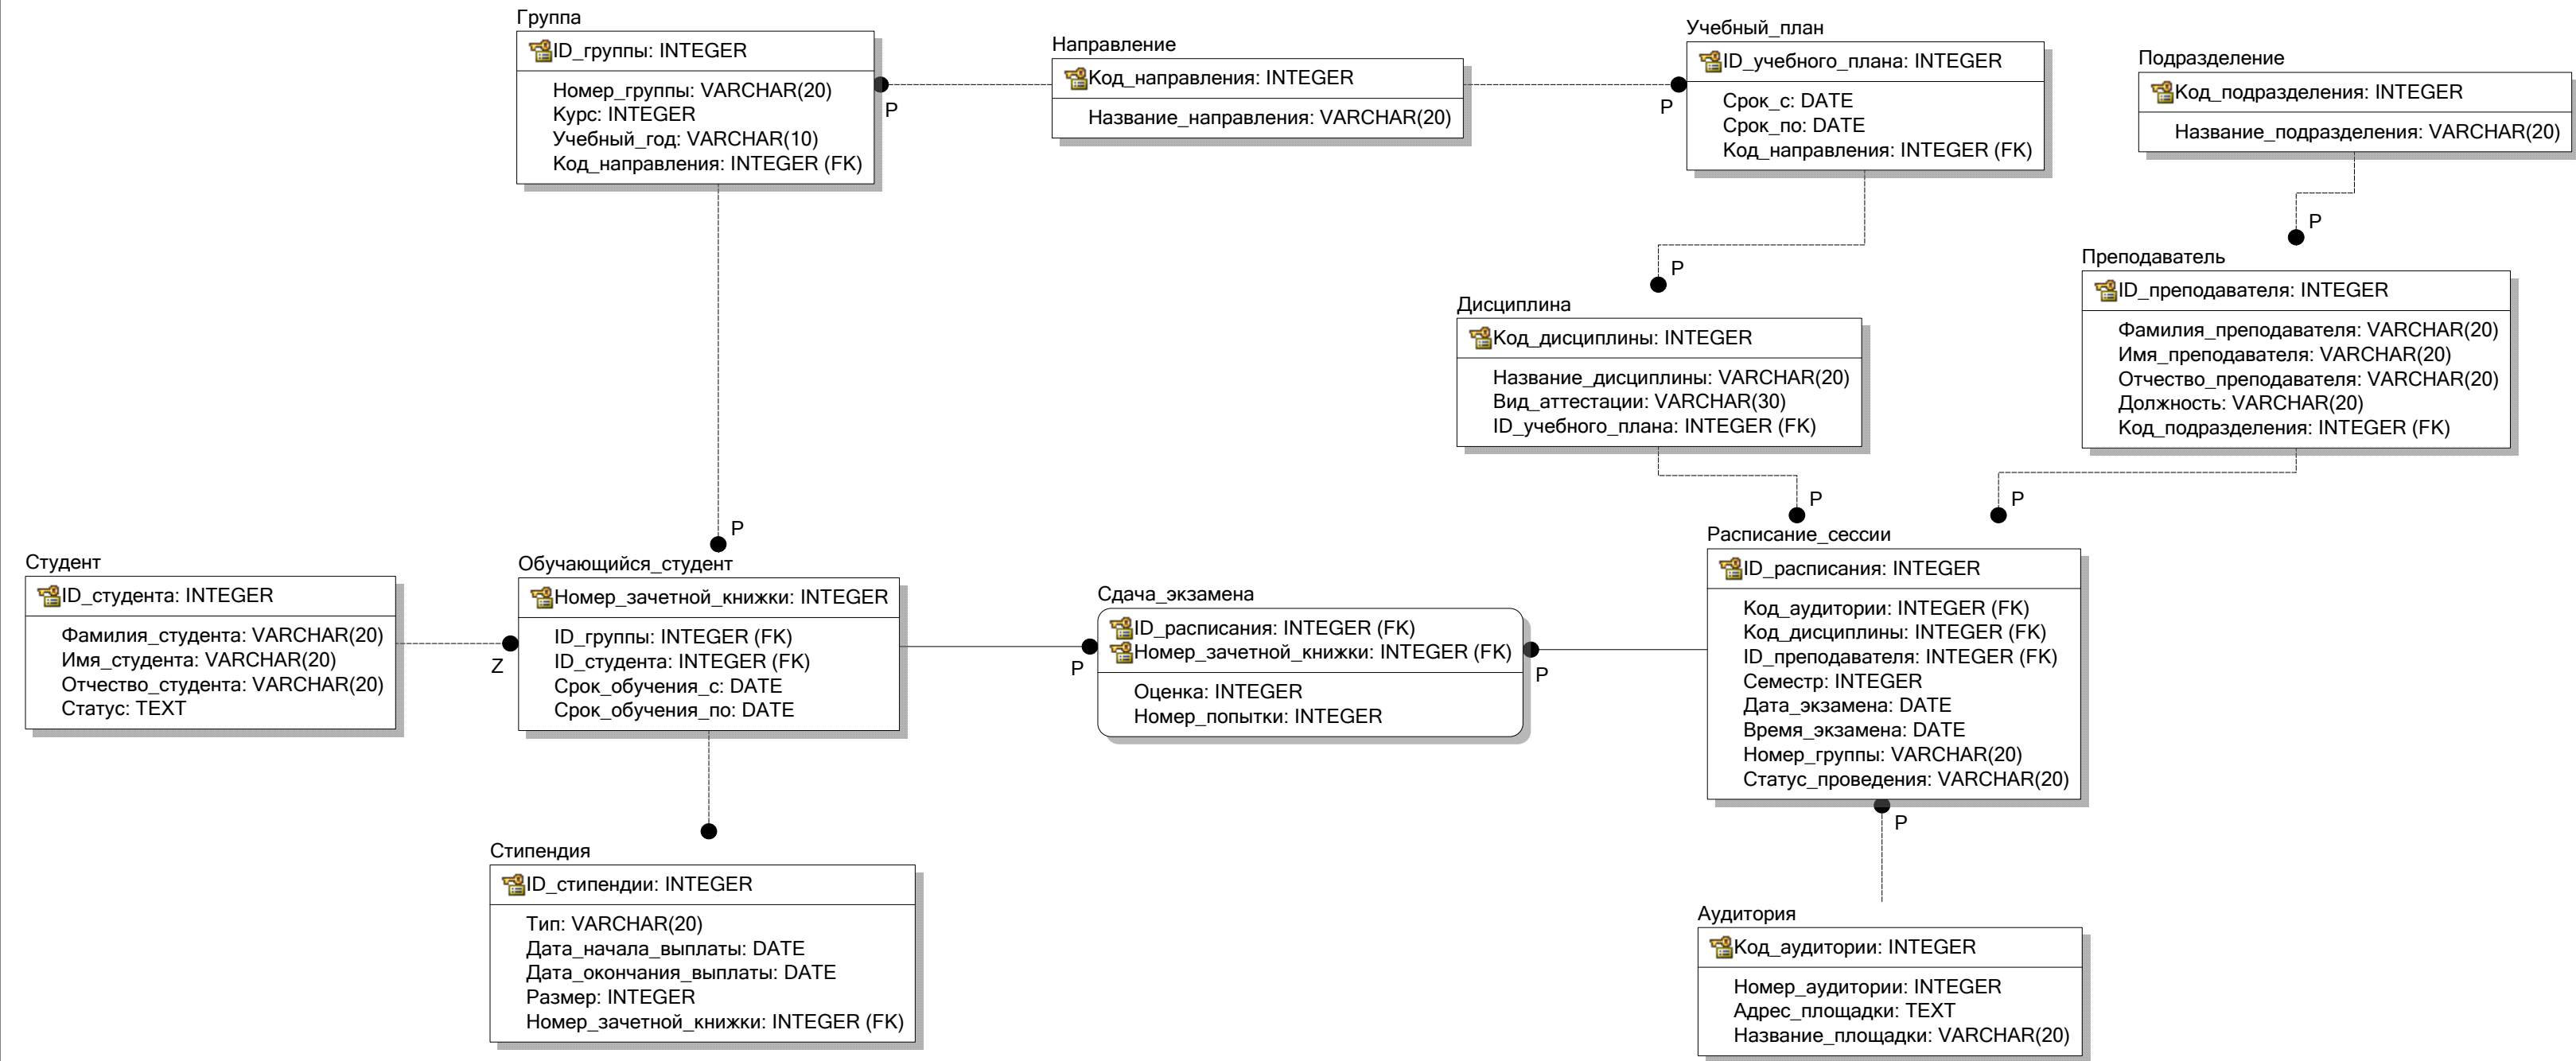 Группа
ID_группы: INTEGER
Номер_группы: VARCHAR(20)
Курс: INTEGER
Учебный_год: VARCHAR(10)
Код_направления: INTEGER (FK)
P
Направление
Код_направления: INTEGER
Название_направления: VARCHAR(20)
P
Учебный_план
ID_учебного_плана: INTEGER
Срок_с: DATE
Срок_по: DATE
Код_направления: INTEGER (FK)
Подразделение
Код_подразделения: INTEGER
Название_подразделения: VARCHAR(20)
P
P
Дисциплина
Код_дисциплины: INTEGER
Название_дисциплины: VARCHAR(20)
Вид_аттестации: VARCHAR(30)
ID_учебного_плана: INTEGER (FK)
Преподаватель
ID_преподавателя: INTEGER
Фамилия_преподавателя: VARCHAR(20)
Имя_преподавателя: VARCHAR(20)
Отчество_преподавателя: VARCHAR(20)
Должность: VARCHAR(20)
Код_подразделения: INTEGER (FK)
P
P
P
Студент
ID_студента: INTEGER
Фамилия_студента: VARCHAR(20)
Имя_студента: VARCHAR(20)
Отчество_студента: VARCHAR(20)
Статус: TEXT
Z
Обучающийся_студент
Номер_зачетной_книжки: INTEGER
ID_группы: INTEGER (FK)
ID_студента: INTEGER (FK)
Срок_обучения_с: DATE
Срок_обучения_по: DATE
P
Сдача_экзамена
ID_расписания: INTEGER (FK)
Номер_зачетной_книжки: INTEGER (FK)
Оценка: INTEGER
Номер_попытки: INTEGER
P
Расписание_сессии
ID_расписания: INTEGER
Код_аудитории: INTEGER (FK)
Код_дисциплины: INTEGER (FK)
ID_преподавателя: INTEGER (FK)
Семестр: INTEGER
Дата_экзамена: DATE
Время_экзамена: DATE
Номер_группы: VARCHAR(20)
Статус_проведения: VARCHAR(20)
P
Стипендия
ID_стипендии: INTEGER
Тип: VARCHAR(20)
Дата_начала_выплаты: DATE
Дата_окончания_выплаты: DATE
Размер: INTEGER
Номер_зачетной_книжки: INTEGER (FK)
Аудитория
Код_аудитории: INTEGER
Номер_аудитории: INTEGER
Адрес_площадки: TEXT
Название_площадки: VARCHAR(20)